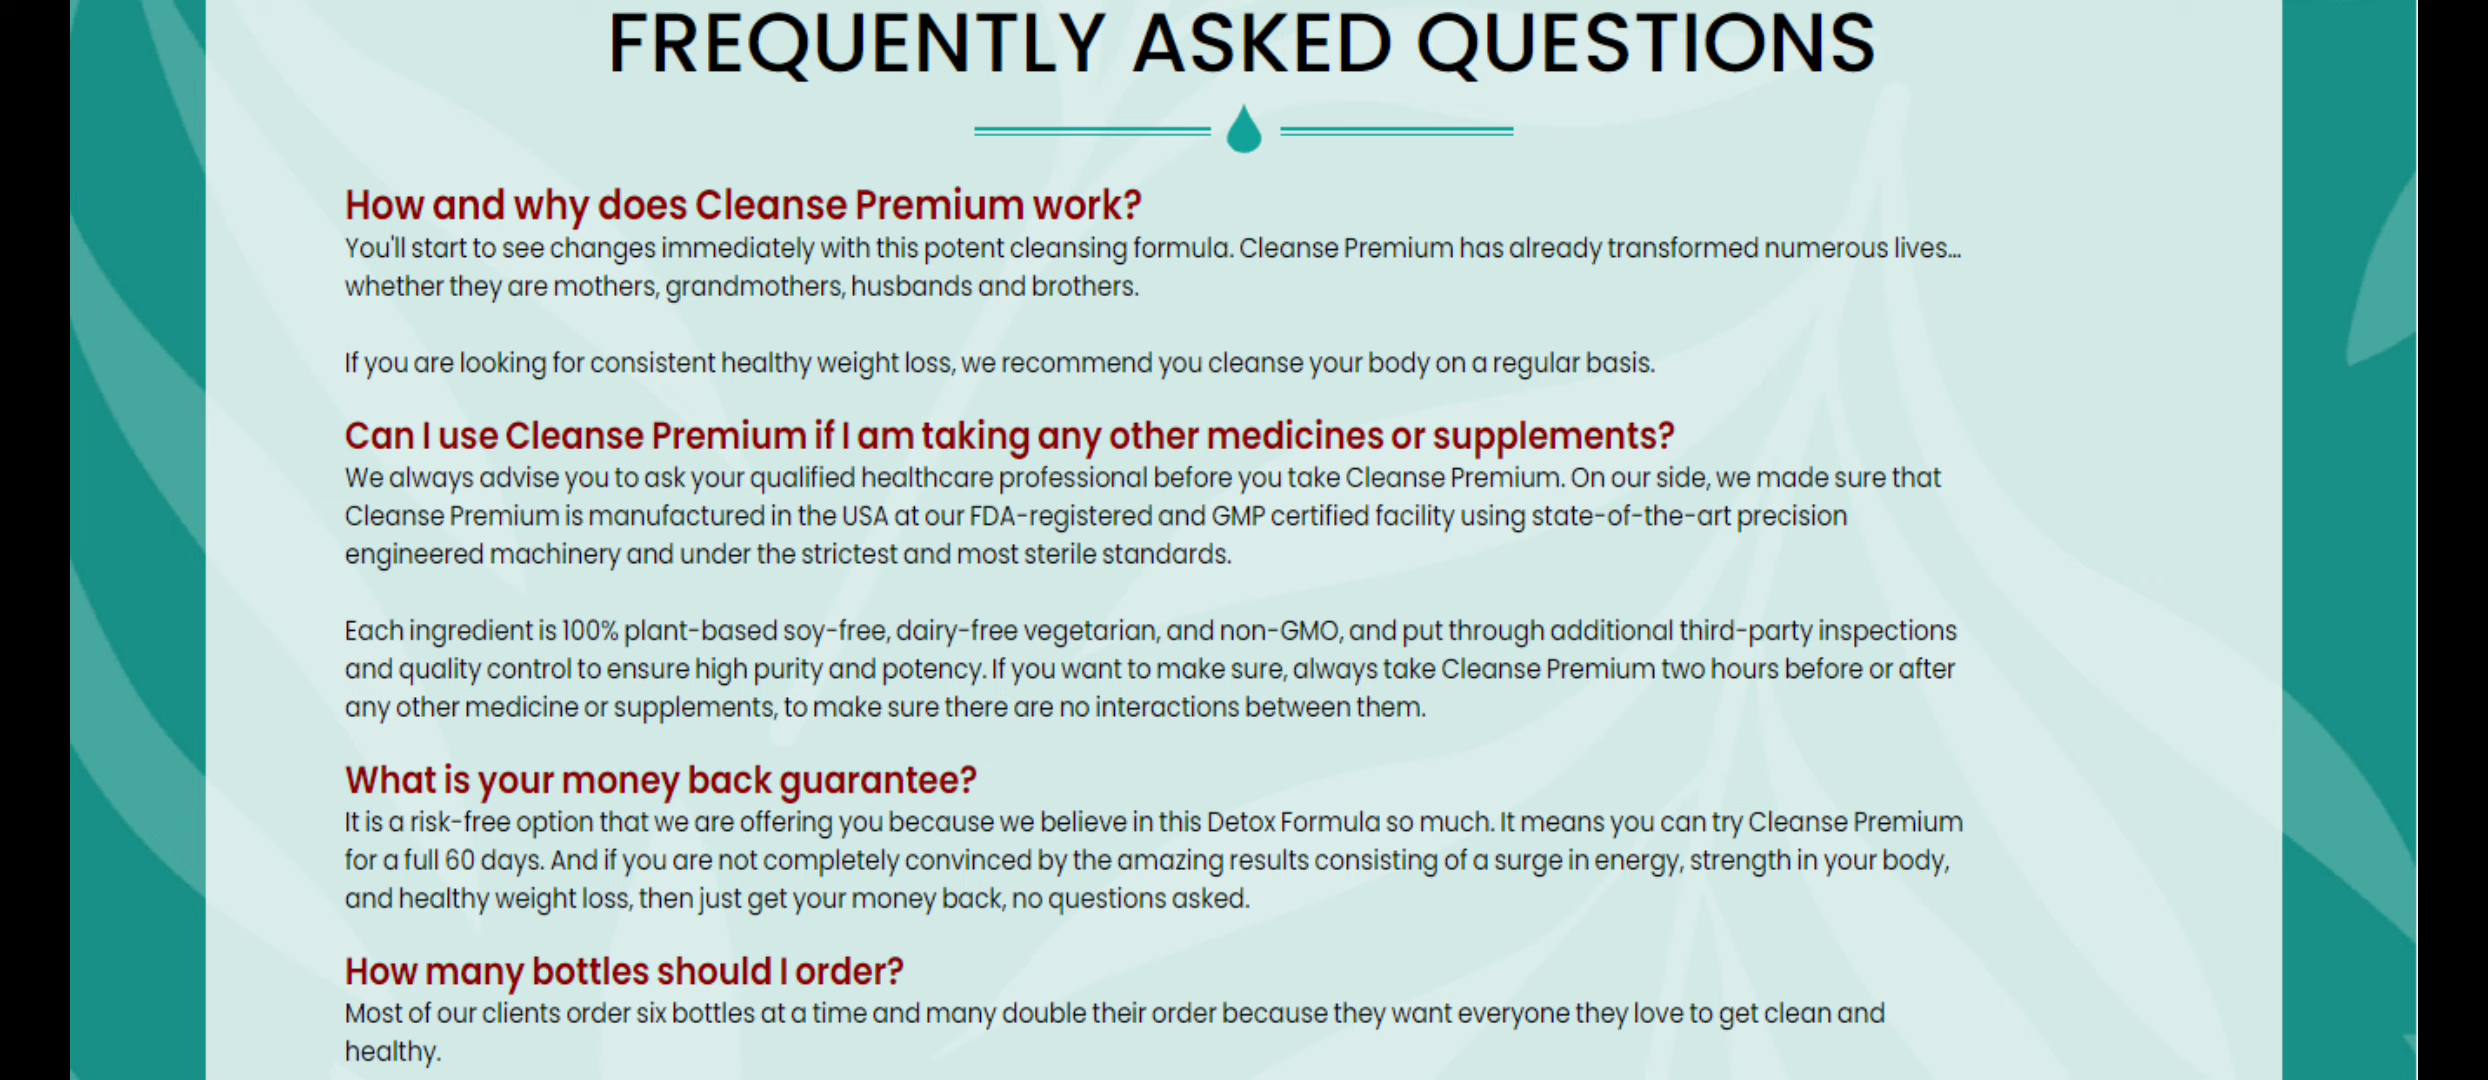 FREQUENTLY ASKED QUESTIONS
How and why does Cleanse Premium work?
You'll start to see changes immediately with this potent cleansing formula. Cleanse Premium has already transformed numerous lives...
whether they are mothers, grandmothers, husbands and brothers.
If you are looking for consistent healthy weight loss, we recommend you cleanse your body on a regular basis.
Can I use Cleanse Premium if I am taking any other medicines or supplements?
We always advise you to ask your qualified healthcare professional before you take Cleanse Premium. On our side, we made sure that
Cleanse Premium is manufactured in the USA at our FDA-registered and GMP certified facility using state-of-the-art precision
engineered machinery and under the strictest and most sterile standards.
Each ingredient is 100% plant-based soy-free, dairy-free vegetarian, and non-GMO, and put through additional third-party inspections
and quality control to ensure high purity and potency. If you want to make sure, always take Cleanse Premium two hours before or after
any other medicine or supplements, to make sure there are no interactions between them.
What is your money back guarantee?
It is a risk-free option that we are offering you because we believe in this Detox Formula so much. It means you can try Cleanse Premium
for a full 60 days. And if you are not completely convinced by the amazing results consisting of a surge in energy, strength in your body,
and healthy weight loss, then just get your money back, no questions asked.
How many bottles should I order?
Most of our clients order six bottles at a time and many double their order because they want everyone they love to get clean and
healthy.